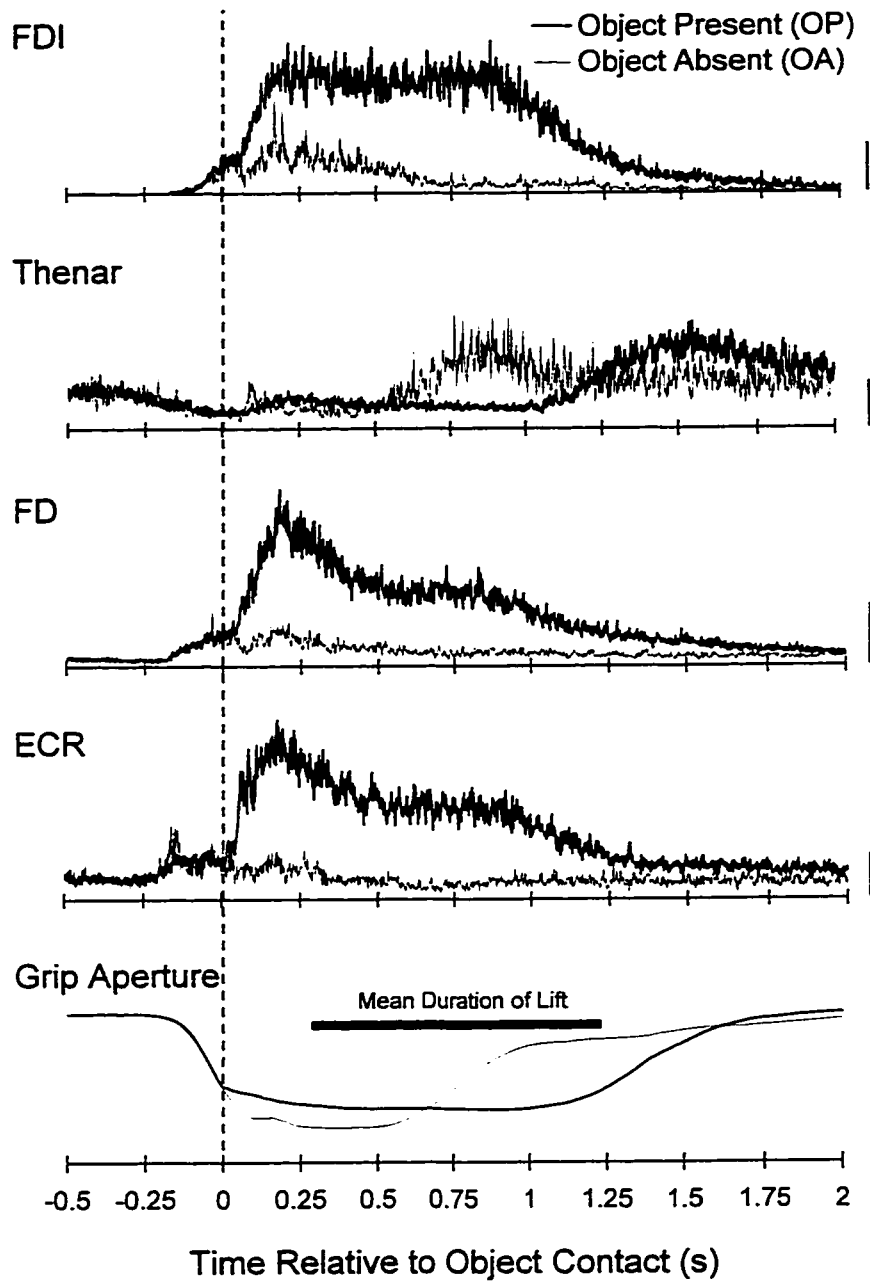 FDI
Object Present (OP)
Object Absent (OA)
Thenar
FD
ECR
Grip Aperture
Mean Duration of Lift
-0.5 -0.25 0 0.25 0.5 0.75 1 1.25 1.5 1.75 2
Time Relative to Object Contact (s)